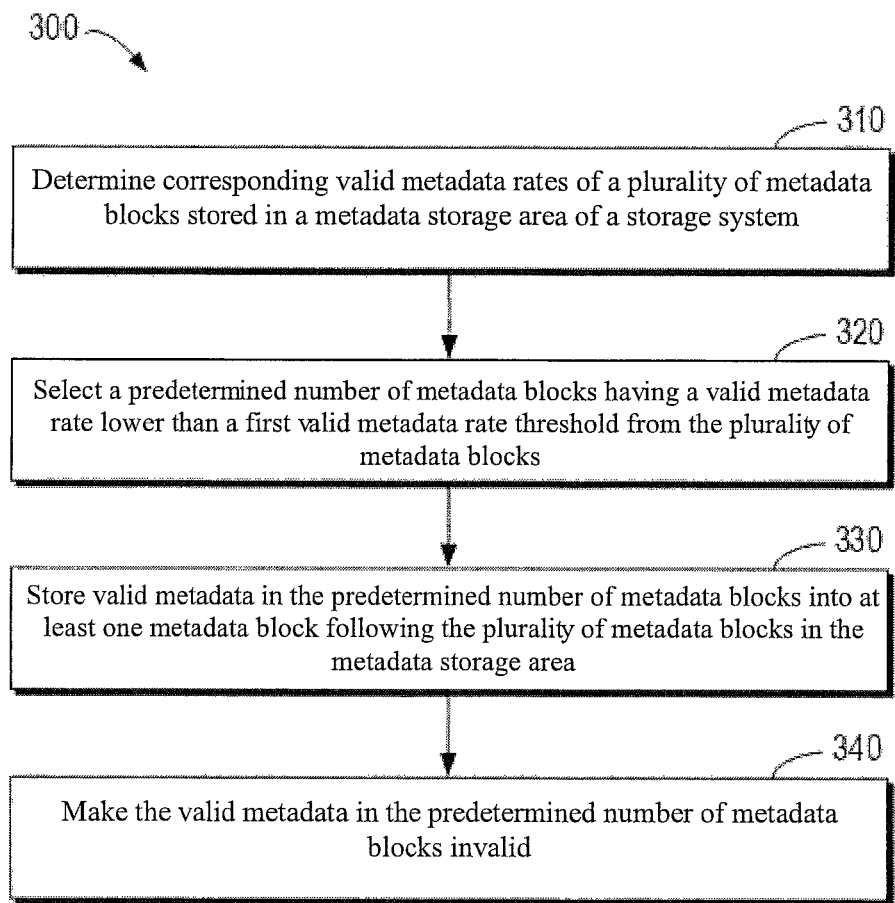 300
310
Determine corresponding valid metadata rates of a plurality of metadata
blocks stored in a metadata storage area of a storage system
320
Select a predetermined number of metadata blocks having a valid metadata
rate lower than a first valid metadata rate threshold from the plurality of
metadata blocks
330
Store valid metadata in the predetermined number of metadata blocks into at
least one metadata block following the plurality of metadata blocks in the
metadata storage area
340
Make the valid metadata in the predetermined number of metadata
blocks invalid